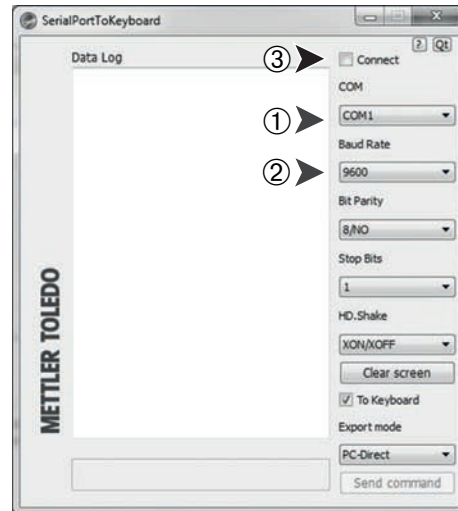 SerialPortToKeyboard
? Qt
Data Log
③
Connect
COM
①
COM1
Baud Rate
②
9600
Bit Parity
8/NO
Stop Bits
1
HD.Shake
XON/XOFF
Clear screen
To Keyboard
Export mode
PC-Direct
Send command
METTLER TOLEDO